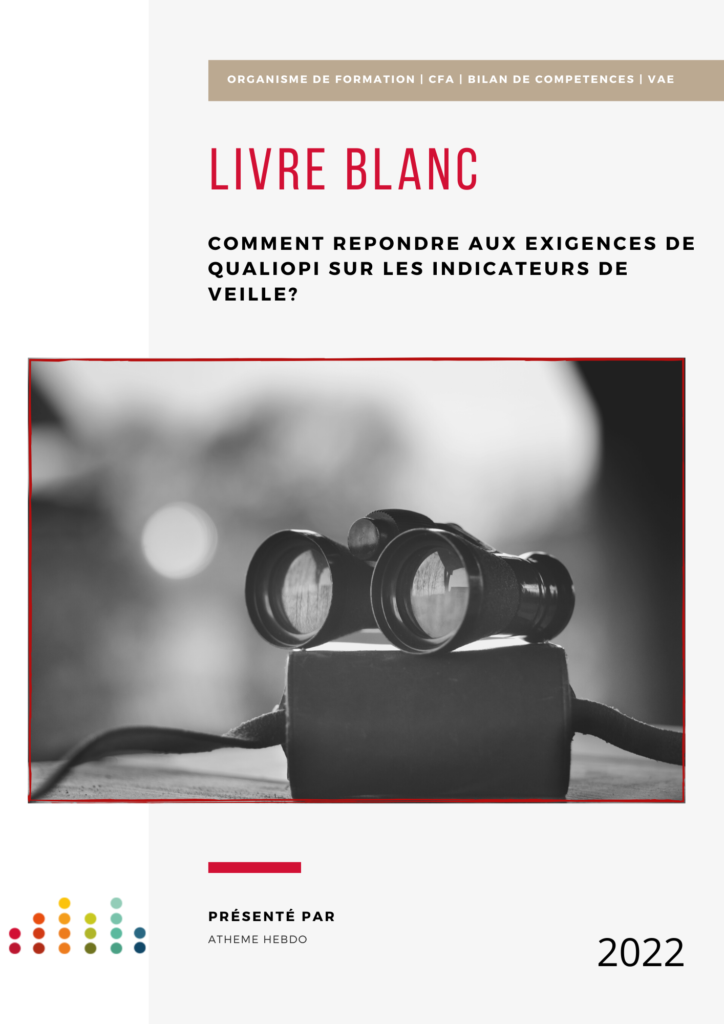 ORGANISME DE FORMATION | CFA | BILAN DE COMPETENCES | VAE
LIVRE BLANC
COMMENT REPONDRE AUX EXIGENCES DE
QUALIOPI SUR LES INDICATEURS DE
VEILLE?
PRÉSENTÉ PAR
ATHEME HEBDO
2022